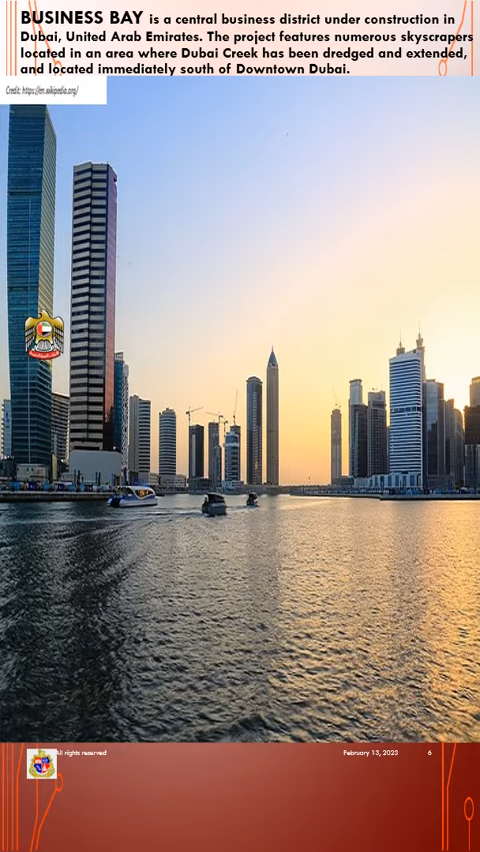 BUSINESS BAY is a central business district under construction in
Dubai, United Arab Emirates. The project features numerous skyscrapers
located in an area where Dubai Creek has been dredged and extended,
and located immediately south of Downtown Dubai.
Credit: https://en.wikipedia.org/
All rights reserved
February 13, 2023
6